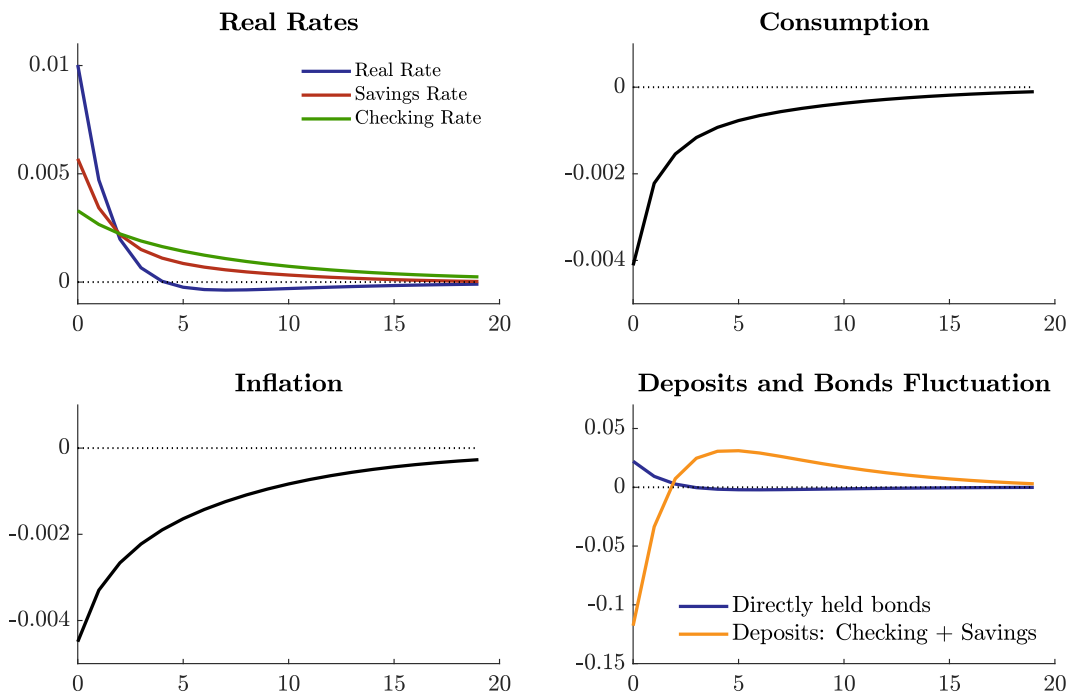 Real Rates
0.01
0.005
0
Real Rate
Savings Rate
Checking Rate
0 5 10 15 20
Consumption
0
-0.002
-0.004
0 5 10 15 20
Inflation
0
-0.002
-0.004
0 5 10 15 20
Deposits and Bonds Fluctuation
0.05
0
-0.05
-0.1
-0.15
Directly held bonds
Deposits: Checking + Savings
0 5 10 15 20